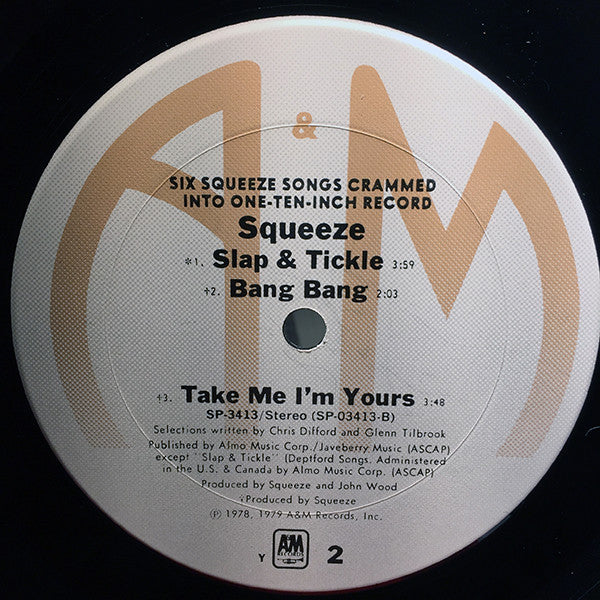 A & M
SIX SQUEEZE SONGS CRAMMED
INTO ONE-TEN-INCH RECORD
Squeeze
*1. Slap & Tickle 3:59
†2. Bang Bang 2:03
†3. Take Me I'm Yours 3:48
SP-3413/Stereo (SP-03413-B)
Selections written by Chris Difford and Glenn Tilbrook
Published by Almo Music Corp./Javeberry Music (ASCAP)
except "Slap & Tickle" (Deptford Songs. Administered
in the U.S. & Canada by Almo Music Corp. (ASCAP)
Produced by Squeeze and John Wood
†Produced by Squeeze
℗ 1978, 1979 A&M Records, Inc.
Y A&M RECORDS 2